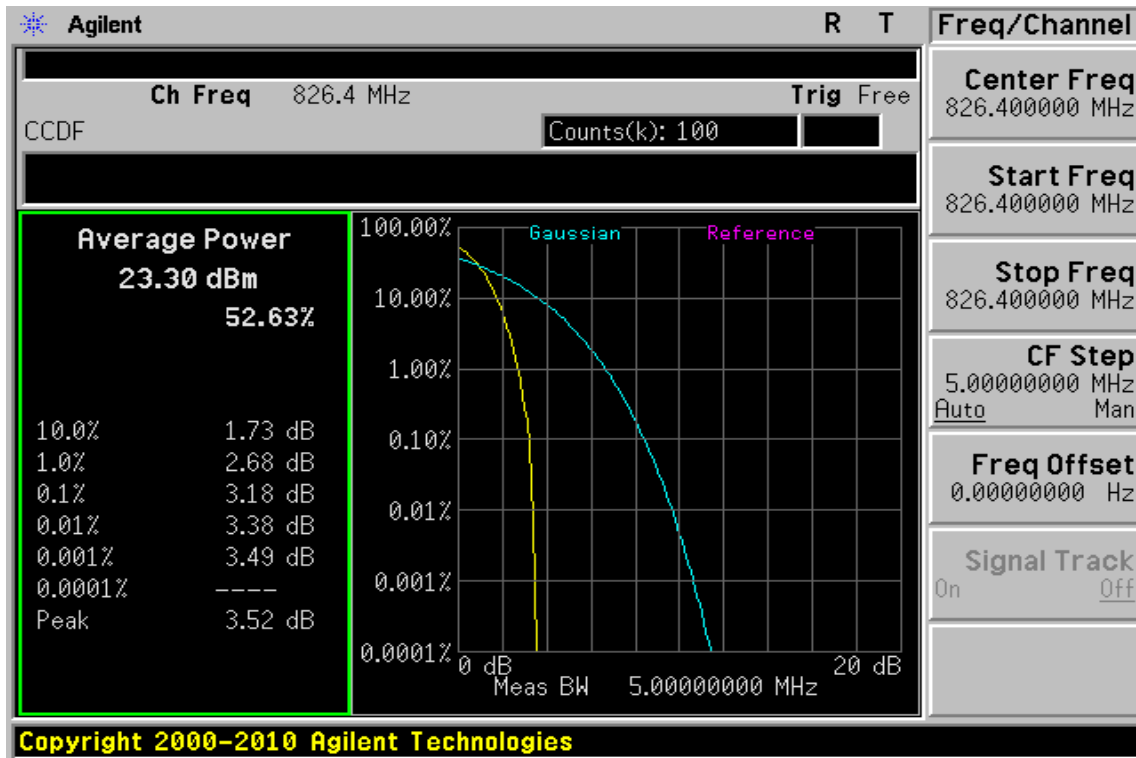 Agilent
R T
Ch Freq 826.4 MHz
Trig Free
CCDF
Counts(k): 100
Average Power
23.30 dBm
52.63%
10.0% 1.73 dB
1.0% 2.68 dB
0.1% 3.18 dB
0.01% 3.38 dB
0.001% 3.49 dB
0.0001% ----
Peak 3.52 dB
Gaussian
Reference
100.00%
10.00%
1.00%
0.10%
0.01%
0.001%
0.0001%
0 dB
20 dB
Meas BW 5.00000000 MHz
Freq/Channel
Center Freq
826.400000 MHz
Start Freq
826.400000 MHz
Stop Freq
826.400000 MHz
CF Step
5.00000000 MHz
Auto Man
Freq Offset
0.00000000 Hz
Signal Track
On Off
Copyright 2000-2010 Agilent Technologies